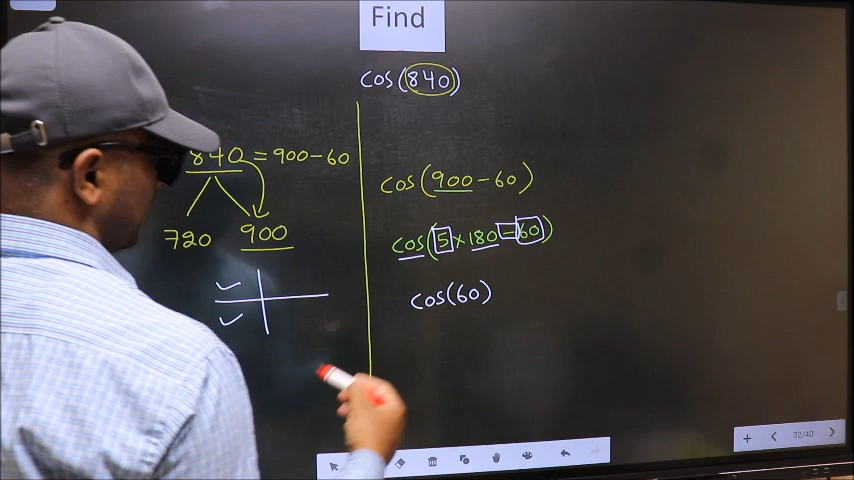 Find
cos(840)
840 = 900-60
720 900
cos(900-60)
cos(5×180-60)
cos(60)
32/40